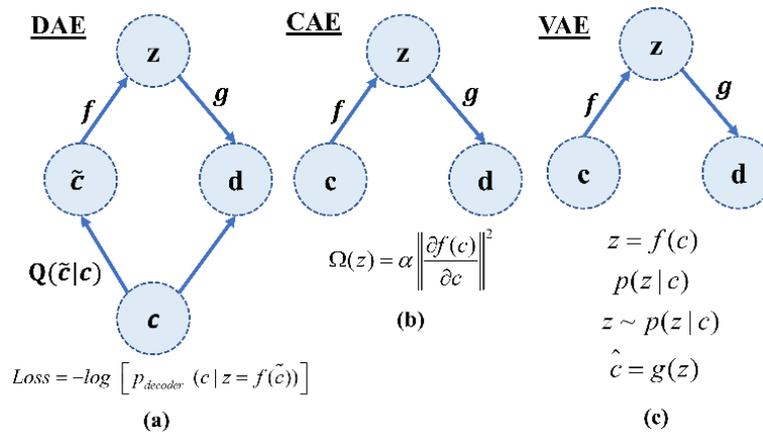 DAE
z
f
g
c̃
d
Q(c̃|c)
c
Loss = -log [ p_decoder (c | z = f(c̃)) ]
(a)
CAE
z
f
g
c
d
Ω(z) = α‖∂f(c)/∂c‖²
(b)
VAE
z
f
g
c
d
z = f(c)
p(z | c)
z ~ p(z | c)
ĉ = g(z)
(c)